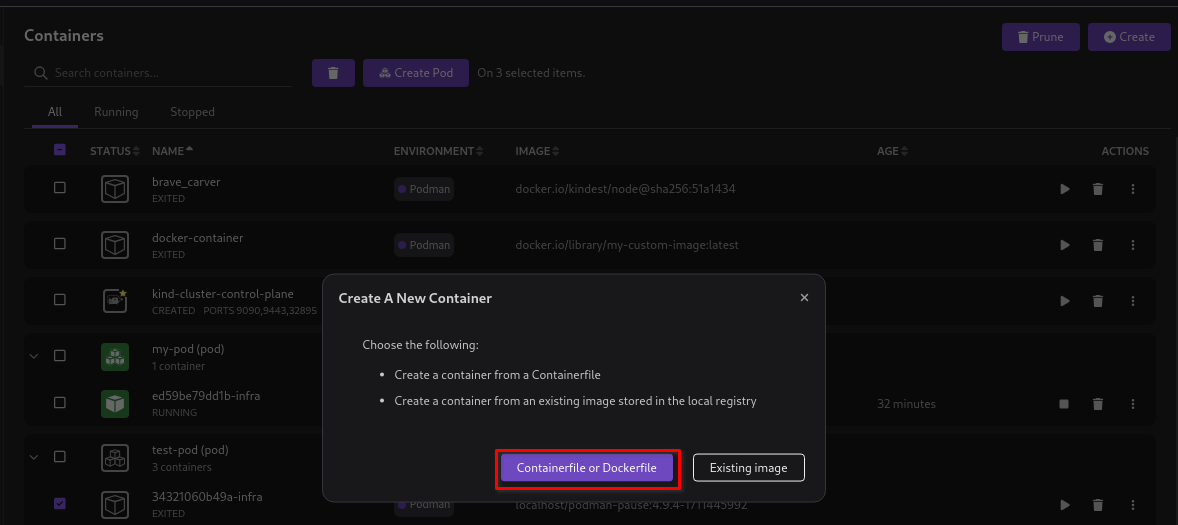 Containers
Prune
Create
Search containers...
Create Pod
On 3 selected items.
All
Running
Stopped
STATUS
NAME
ENVIRONMENT
IMAGE
AGE
ACTIONS
brave_carver
EXITED
Podman
docker.io/kindest/node@sha256:51a1434
docker-container
EXITED
Podman
docker.io/library/my-custom-image:latest
kind-cluster-control-plane
CREATED PORTS 9090,9443,32895
my-pod (pod)
1 container
ed59be79dd1b-infra
RUNNING
32 minutes
test-pod (pod)
3 containers
34321060b49a-infra
EXITED
Podman
localhost/podman-pause:4.9.4-1711445992
Create A New Container
Choose the following:
• Create a container from a Containerfile
• Create a container from an existing image stored in the local registry
Containerfile or Dockerfile
Existing image